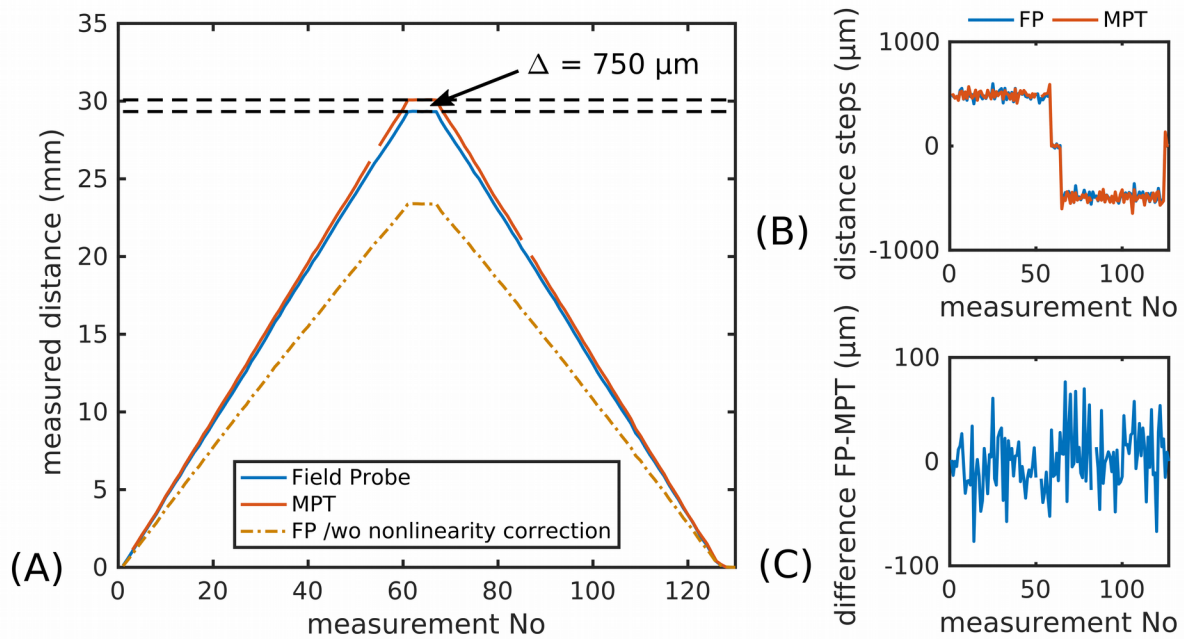 (A)
measured distance (mm)
35
30
25
20
15
10
5
0
Δ = 750 µm
Field Probe
MPT
FP /wo nonlinearity correction
0 20 40 60 80 100 120
measurement No
(B)
FP MPT
distance steps (µm)
1000
0
-1000
0 50 100
measurement No
(C)
difference FP-MPT (µm)
100
0
-100
0 50 100
measurement No